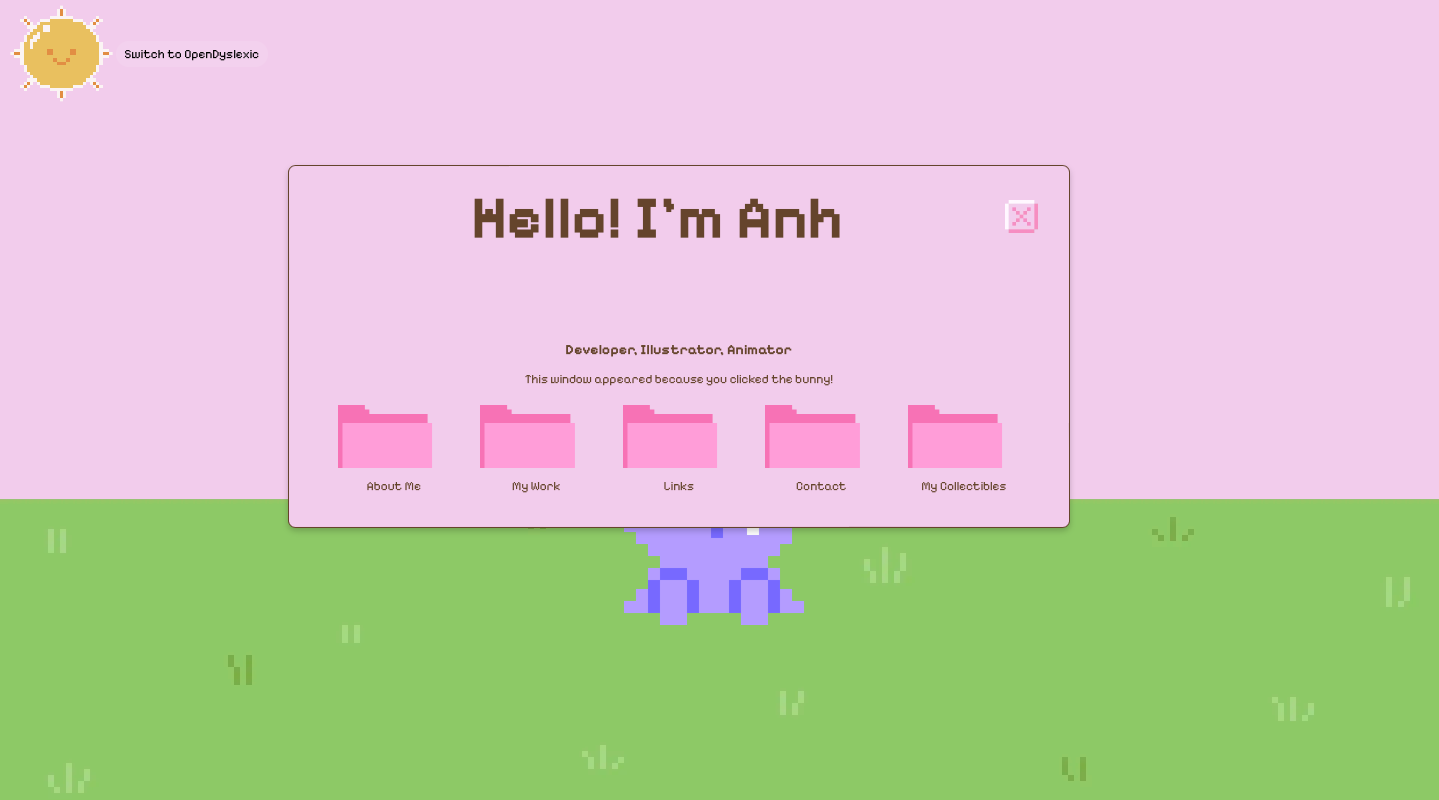 Switch to OpenDyslexic
Hello! I'm Anh
Developer, Illustrator, Animator
This window appeared because you clicked the bunny!
About Me
My Work
Links
Contact
My Collectibles